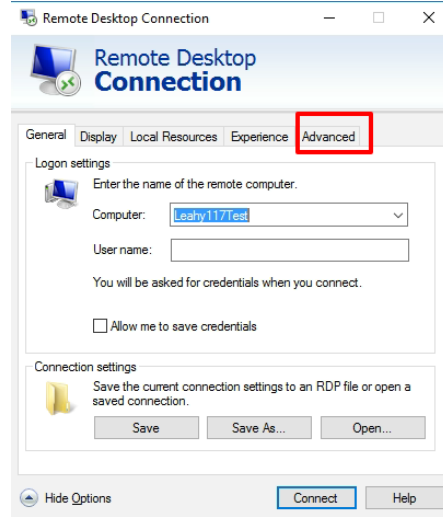 Remote Desktop Connection
Remote Desktop
Connection
General Display Local Resources Experience Advanced
Logon settings
Enter the name of the remote computer.
Computer: Leahy117Test
User name:
You will be asked for credentials when you connect.
Allow me to save credentials
Connection settings
Save the current connection settings to an RDP file or open a
saved connection.
Save Save As... Open...
Hide Options Connect Help